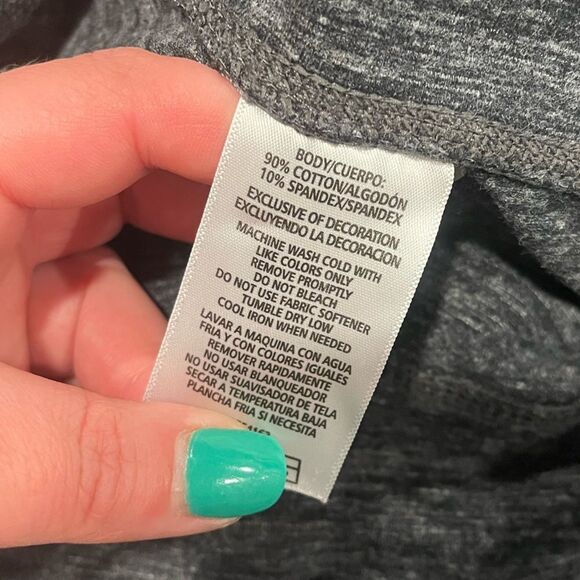 BODY/CUERPO:
90% COTTON/ALGODÓN
10% SPANDEX/SPANDEX
EXCLUSIVE OF DECORATION
EXCLUYENDO LA DECORACION
MACHINE WASH COLD WITH
LIKE COLORS ONLY
REMOVE PROMPTLY
DO NOT BLEACH
DO NOT USE FABRIC SOFTENER
TUMBLE DRY LOW
COOL IRON WHEN NEEDED
LAVAR A MAQUINA CON AGUA
FRIA Y CON COLORES IGUALES
REMOVER RAPIDAMENTE
NO USAR BLANQUEADOR
NO USAR SUAVISADOR DE TELA
SECAR A TEMPERATURA BAJA
PLANCHA FRIA SI NECESITA